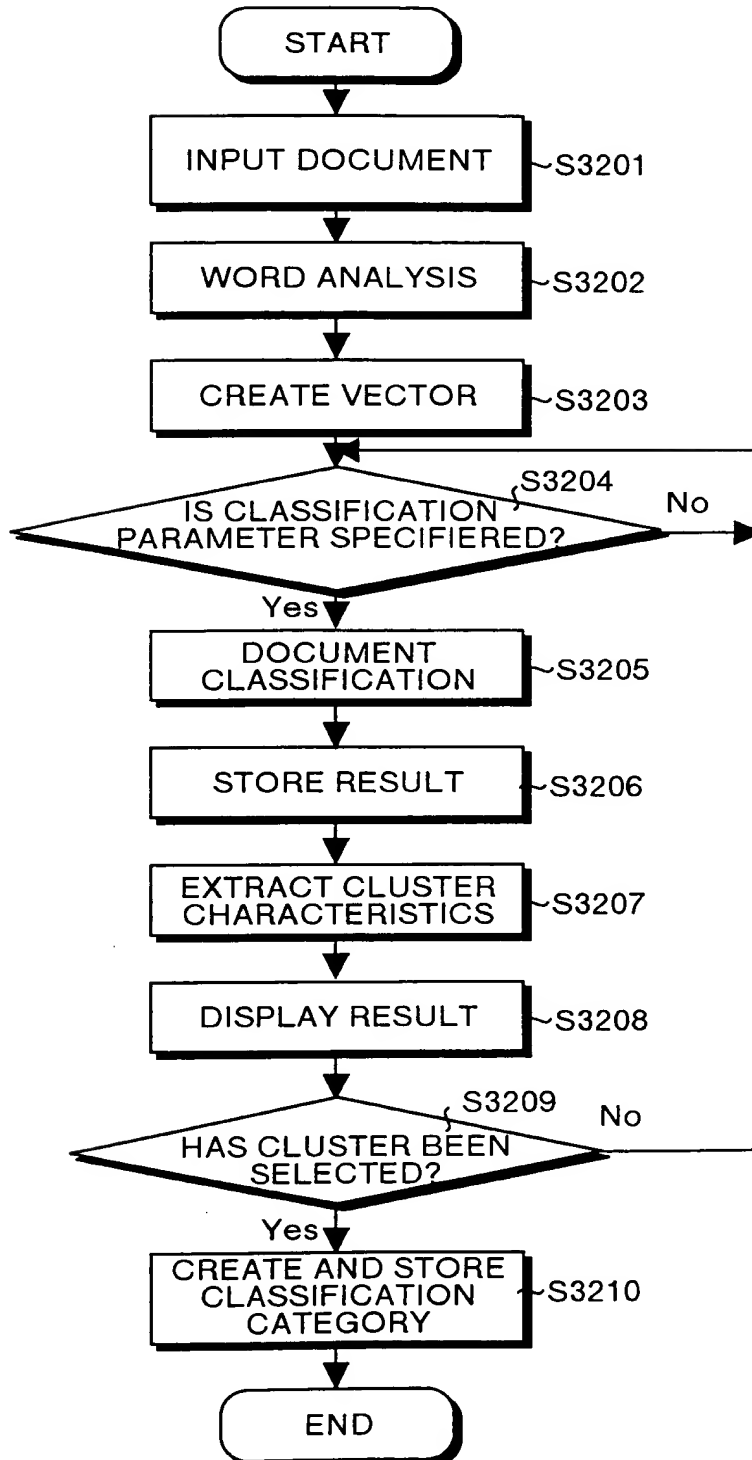 START
INPUT DOCUMENT
S3201
WORD ANALYSIS
S3202
CREATE VECTOR
S3203
S3204
No
IS CLASSIFICATION
PARAMETER SPECIFIERED?
Yes
DOCUMENT
CLASSIFICATION
S3205
STORE RESULT
S3206
EXTRACT CLUSTER
CHARACTERISTICS
S3207
DISPLAY RESULT
S3208
S3209
No
HAS CLUSTER BEEN
SELECTED?
Yes
CREATE AND STORE
CLASSIFICATION
CATEGORY
S3210
END